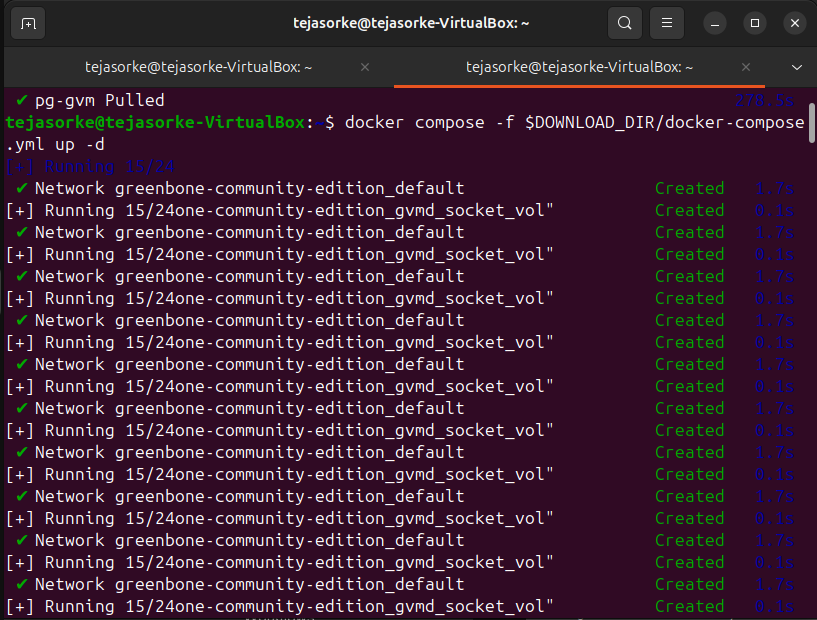 tejasorke@tejasorke-VirtualBox: ~
tejasorke@tejasorke-VirtualBox: ~ tejasorke@tejasorke-VirtualBox: ~
✔ pg-gvm Pulled 278.5s
tejasorke@tejasorke-VirtualBox:~$ docker compose -f $DOWNLOAD_DIR/docker-compose
.yml up -d
[+] Running 15/24
✔ Network greenbone-community-edition_default Created 1.7s
[+] Running 15/24one-community-edition_gvmd_socket_vol" Created 0.1s
✔ Network greenbone-community-edition_default Created 1.7s
[+] Running 15/24one-community-edition_gvmd_socket_vol" Created 0.1s
✔ Network greenbone-community-edition_default Created 1.7s
[+] Running 15/24one-community-edition_gvmd_socket_vol" Created 0.1s
✔ Network greenbone-community-edition_default Created 1.7s
[+] Running 15/24one-community-edition_gvmd_socket_vol" Created 0.1s
✔ Network greenbone-community-edition_default Created 1.7s
[+] Running 15/24one-community-edition_gvmd_socket_vol" Created 0.1s
✔ Network greenbone-community-edition_default Created 1.7s
[+] Running 15/24one-community-edition_gvmd_socket_vol" Created 0.1s
✔ Network greenbone-community-edition_default Created 1.7s
[+] Running 15/24one-community-edition_gvmd_socket_vol" Created 0.1s
✔ Network greenbone-community-edition_default Created 1.7s
[+] Running 15/24one-community-edition_gvmd_socket_vol" Created 0.1s
✔ Network greenbone-community-edition_default Created 1.7s
[+] Running 15/24one-community-edition_gvmd_socket_vol" Created 0.1s
✔ Network greenbone-community-edition_default Created 1.7s
[+] Running 15/24one-community-edition_gvmd_socket_vol" Created 0.1s